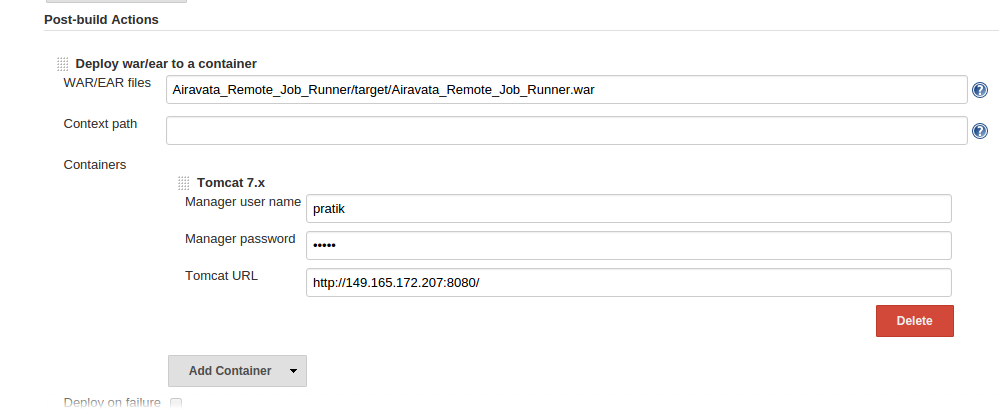 Post-build Actions
Deploy war/ear to a container
WAR/EAR files
Airavata_Remote_Job_Runner/target/Airavata_Remote_Job_Runner.war
?
Context path
?
Containers
Tomcat 7.x
Manager user name
pratik
Manager password
•••••
Tomcat URL
http://149.165.172.207:8080/
Delete
Add Container
Deploy on failure